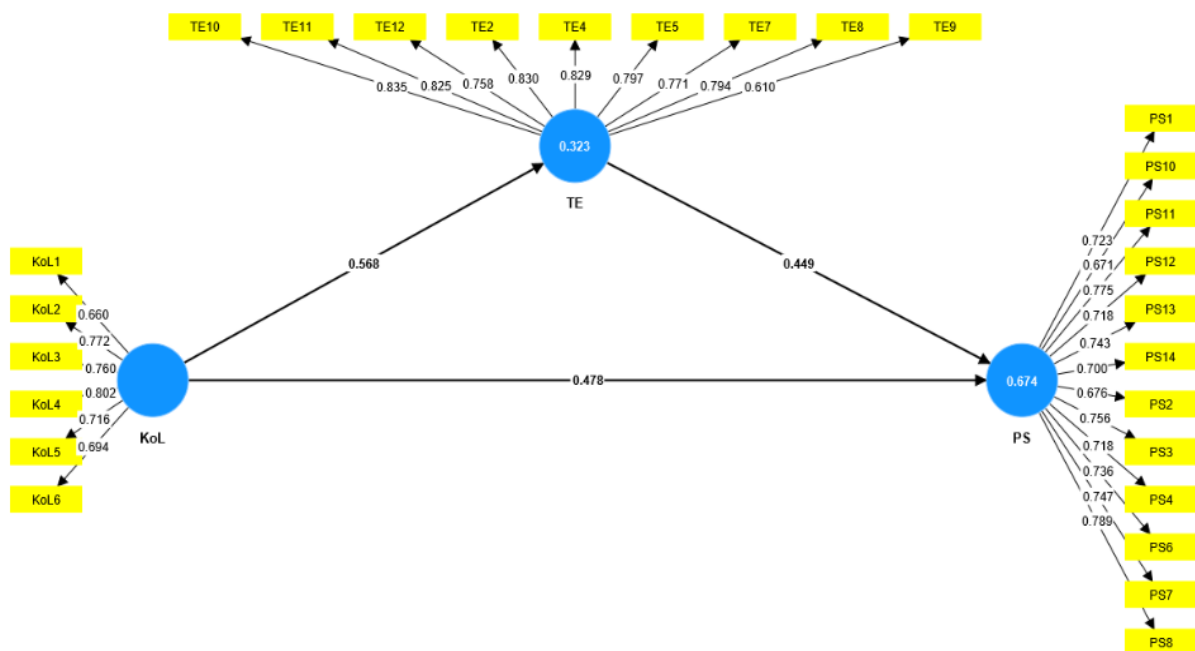 TE10 TE11 TE12 TE2 TE4 TE5 TE7 TE8 TE9
0.835 0.825 0.758 0.830 0.829 0.797 0.771 0.794 0.610
0.323
TE
0.568
0.449
KoL1
KoL2
KoL3
KoL4
KoL5
KoL6
0.660
0.772
0.760
0.802
0.716
0.694
KoL
0.478
0.674
PS
0.723
0.671
0.775
0.718
0.743
0.700
0.676
0.756
0.718
0.736
0.747
0.789
PS1
PS10
PS11
PS12
PS13
PS14
PS2
PS3
PS4
PS6
PS7
PS8